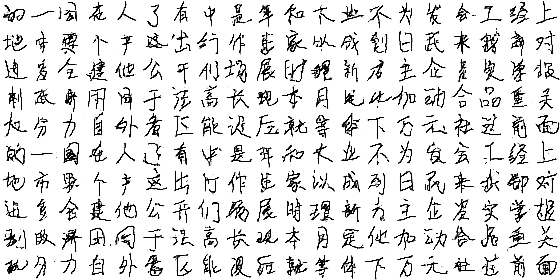 的一国在人了有中是年和大业不为发会工经上
地市要个产这出行作生家以成到日民来我部对
进多全建他公开们场展时理新方主企资实学报
制政济用同于法高长现本月定化加动合品重关
机分力自外者区能设后就等体下万元社过前面
的一国在人了有中是年和大业不为发会工经上
地市要个产这出行作生家以成到日民来我部对
进多全建他公开们场展时理新方主企资实学报
制政济用同于法高长现本月定化加动合品重关
机分力自外者区能设后就等体下万元社过前面